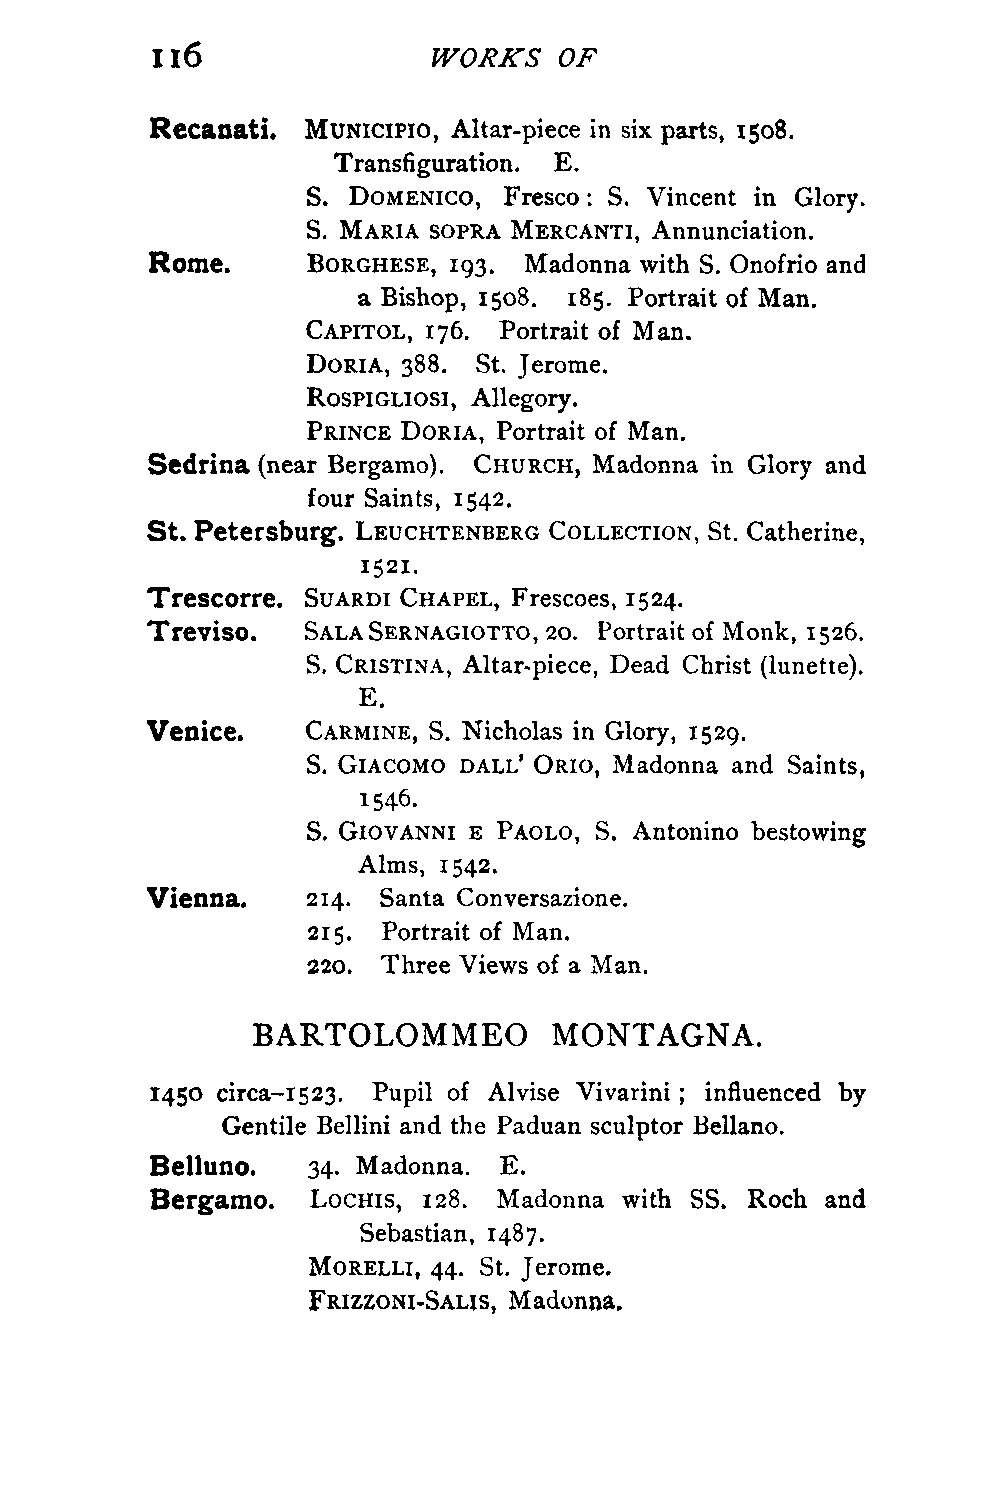 116 WORKS OF
Recanati. MUNICIPIO, Altar-piece in six parts, 1508.
Transfiguration. E.
S. DOMENICO, Fresco: S. Vincent in Glory.
S. MARIA SOPRA MERCANTI, Annunciation.
Rome. BORGHESE, 193. Madonna with S. Onofrio and
a Bishop, 1508. 185. Portrait of Man.
CAPITOL, 176. Portrait of Man.
DORIA, 388. St. Jerome.
ROSPIGLIOSI, Allegory.
PRINCE DORIA, Portrait of Man.
Sedrina (near Bergamo). CHURCH, Madonna in Glory and
four Saints, 1542.
St. Petersburg. LEUCHTENBERG COLLECTION, St. Catherine,
1521.
Trescorre. SUARDI CHAPEL, Frescoes, 1524.
Treviso. SALA SERNAGIOTTO, 20. Portrait of Monk, 1526.
S. CRISTINA, Altar-piece, Dead Christ (lunette).
E.
Venice. CARMINE, S. Nicholas in Glory, 1529.
S. GIACOMO DALL' ORIO, Madonna and Saints,
1546.
S. GIOVANNI E PAOLO, S. Antonino bestowing
Alms, 1542.
Vienna. 214. Santa Conversazione.
215. Portrait of Man.
220. Three Views of a Man.
BARTOLOMMEO MONTAGNA.
1450 circa–1523. Pupil of Alvise Vivarini; influenced by
Gentile Bellini and the Paduan sculptor Bellano.
Belluno. 34. Madonna. E.
Bergamo. LOCHIS, 128. Madonna with SS. Roch and
Sebastian, 1487.
MORELLI, 44. St. Jerome.
FRIZZONI-SALIS, Madonna.